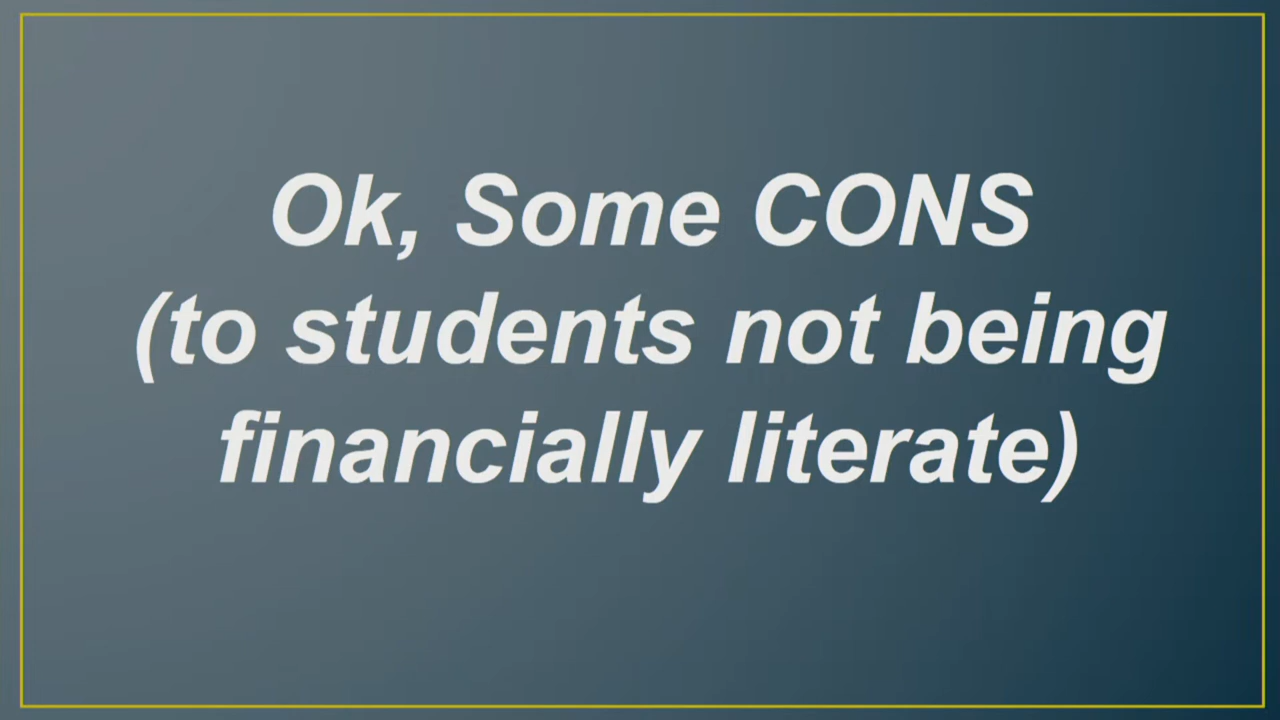 Ok, Some CONS
(to students not being
financially literate)